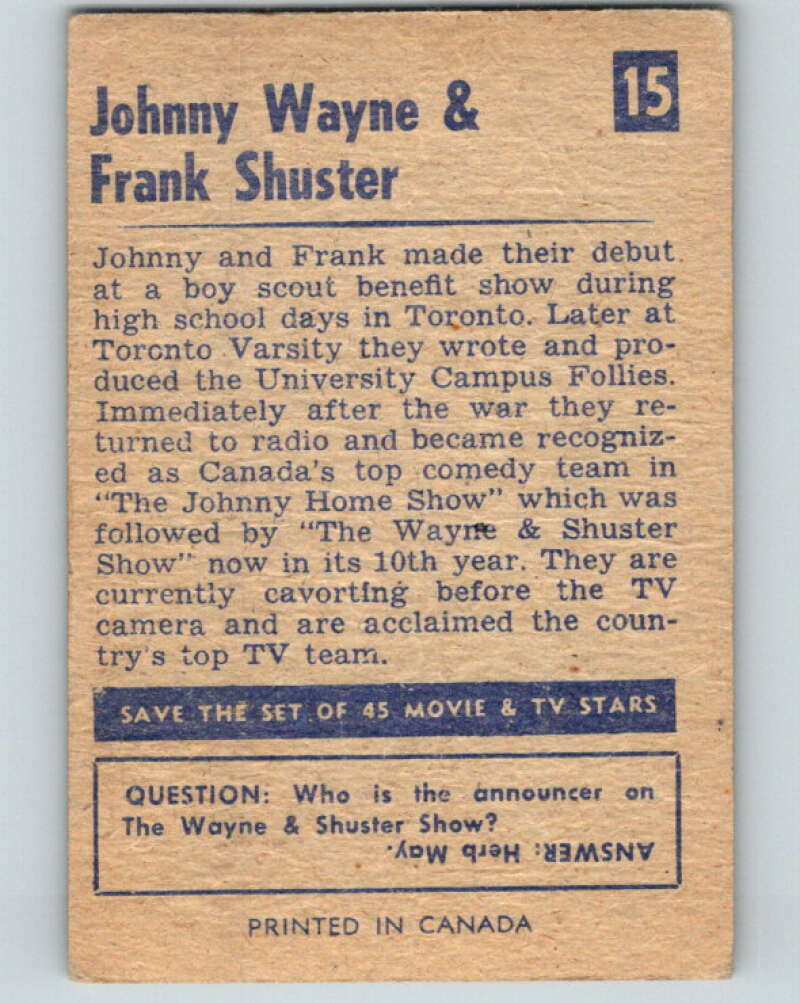 15
Johnny Wayne &
Frank Shuster
Johnny and Frank made their debut
at a boy scout benefit show during
high school days in Toronto. Later at
Toronto Varsity they wrote and pro-
duced the University Campus Follies.
Immediately after the war they re-
turned to radio and became recogniz-
ed as Canada's top comedy team in
"The Johnny Home Show" which was
followed by "The Wayne & Shuster
Show" now in its 10th year. They are
currently cavorting before the TV
camera and are acclaimed the coun-
try's top TV team.
SAVE THE SET OF 45 MOVIE & TV STARS
QUESTION: Who is the announcer on
The Wayne & Shuster Show?
ANSWER: Herb May.
PRINTED IN CANADA